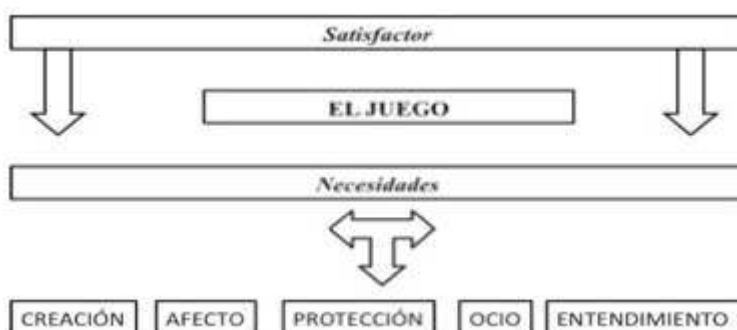 Satisfactor
EL JUEGO
Necesidades
CREACIÓN AFECTO PROTECCIÓN OCIO ENTENDIMIENTO